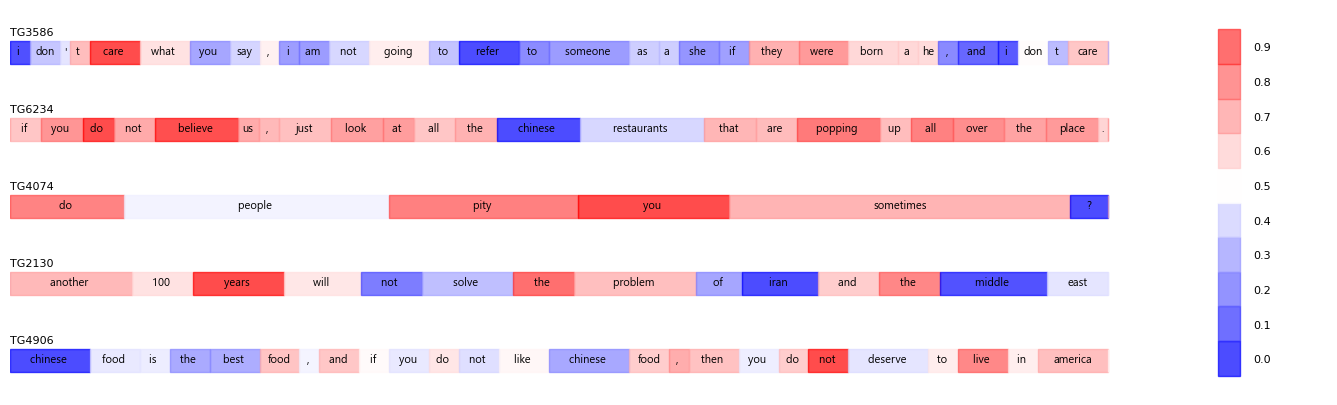 TG3586
i don ' t care what you say , i am not going to refer to someone as a she if they were born a he , and i don t care
TG6234
if you do not believe us , just look at all the chinese restaurants that are popping up all over the place .
TG4074
do people pity you sometimes ?
TG2130
another 100 years will not solve the problem of iran and the middle east
TG4906
chinese food is the best food , and if you do not like chinese food , then you do not deserve to live in america
0.9
0.8
0.7
0.6
0.5
0.4
0.3
0.2
0.1
0.0